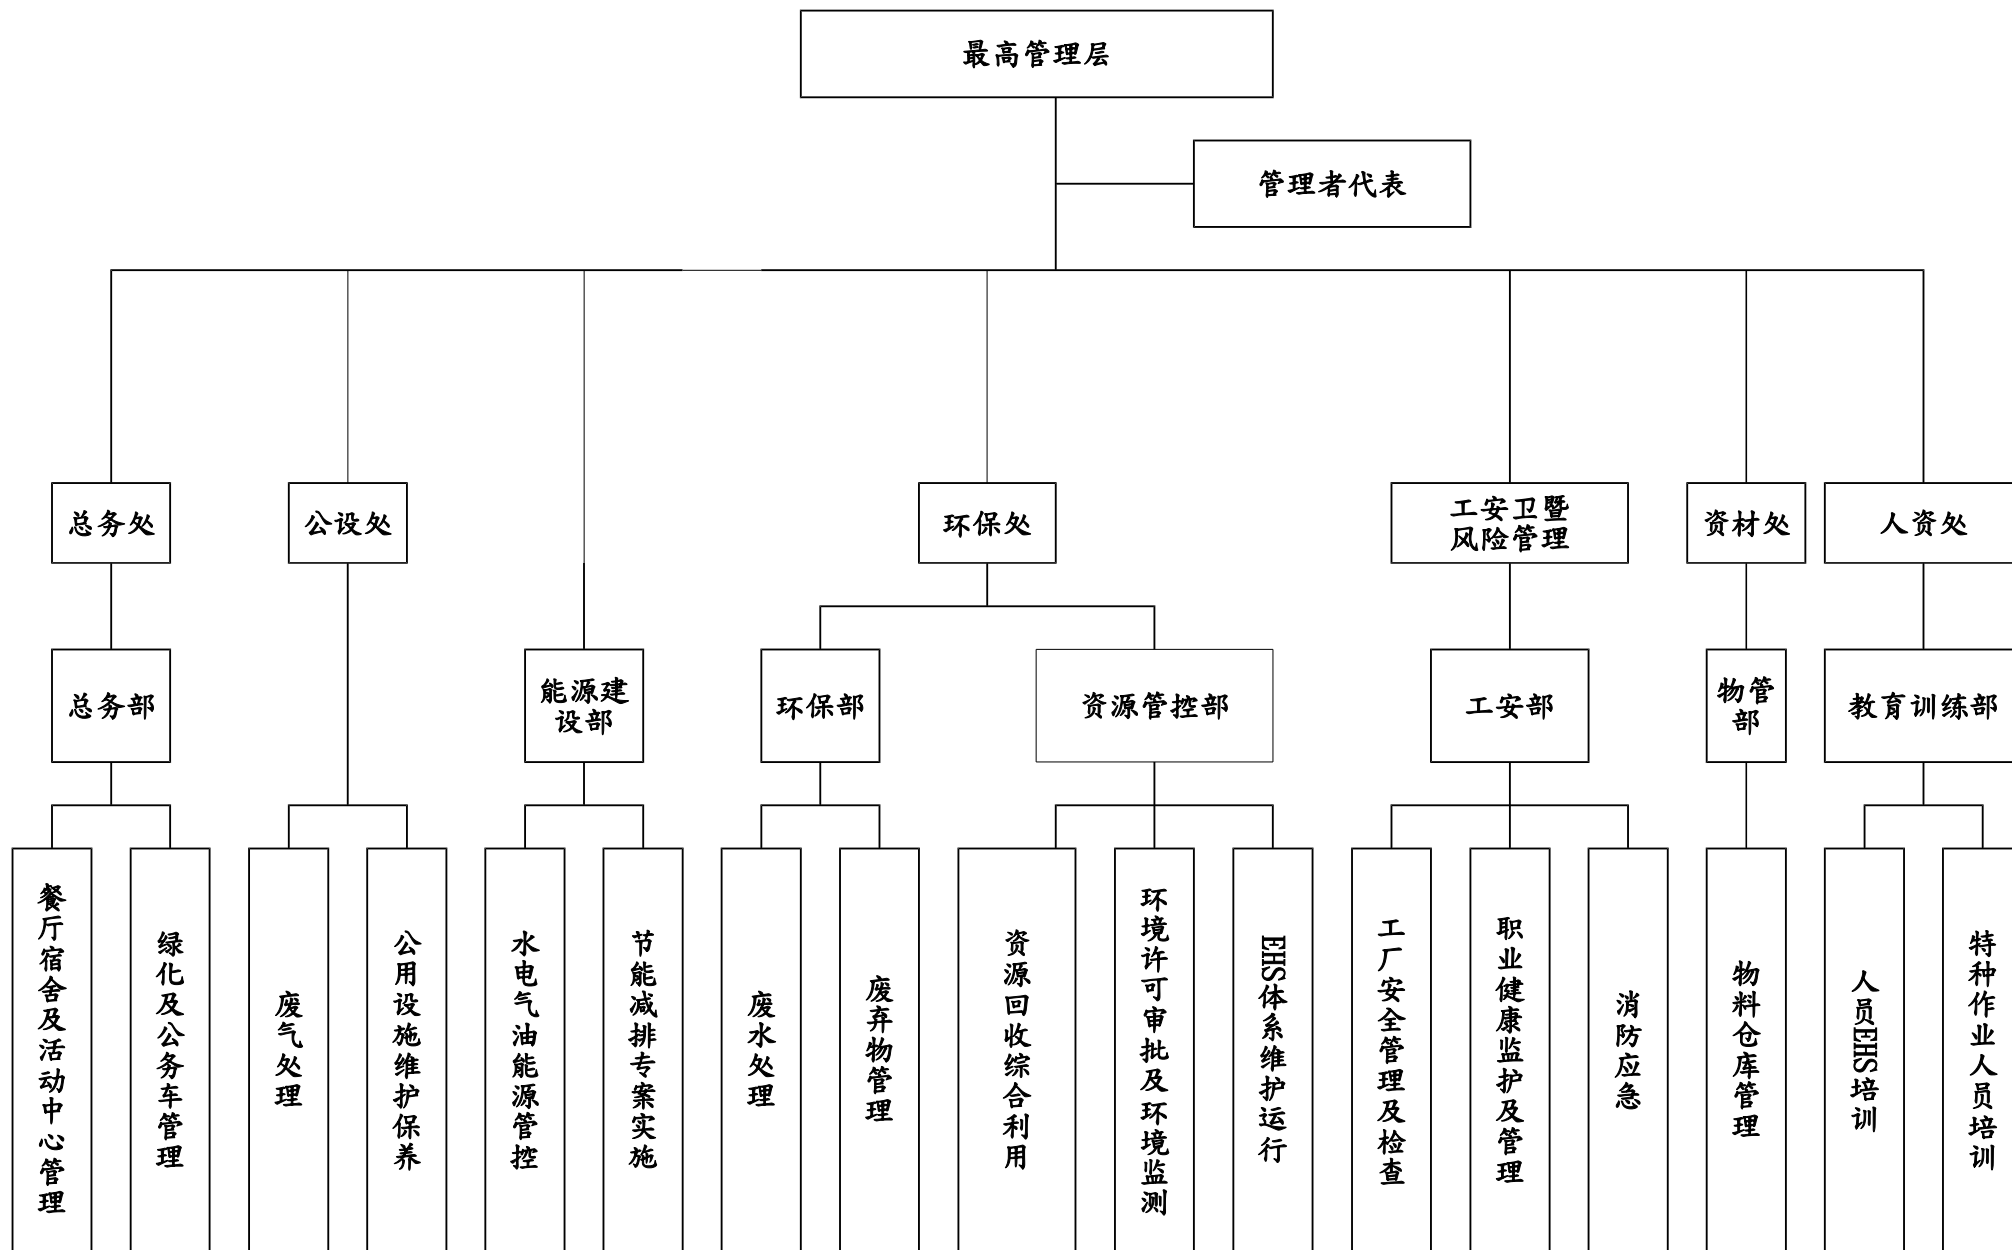 最高管理层
管理者代表
总务处
公设处
环保处
工安卫暨
风险管理
资材处
人资处
总务部
能源建
设部
环保部
资源管控部
工安部
物管
部
教育训练部
餐厅宿舍及活动中心管理
绿化及公务车管理
废气处理
公用设施维护保养
水电气油能源管控
节能减排专案实施
废水处理
废弃物管理
资源回收综合利用
环境许可审批及环境监测
EHS体系维护运行
工厂安全管理及检查
职业健康监护及管理
消防应急
物料仓库管理
人员EHS培训
特种作业人员培训